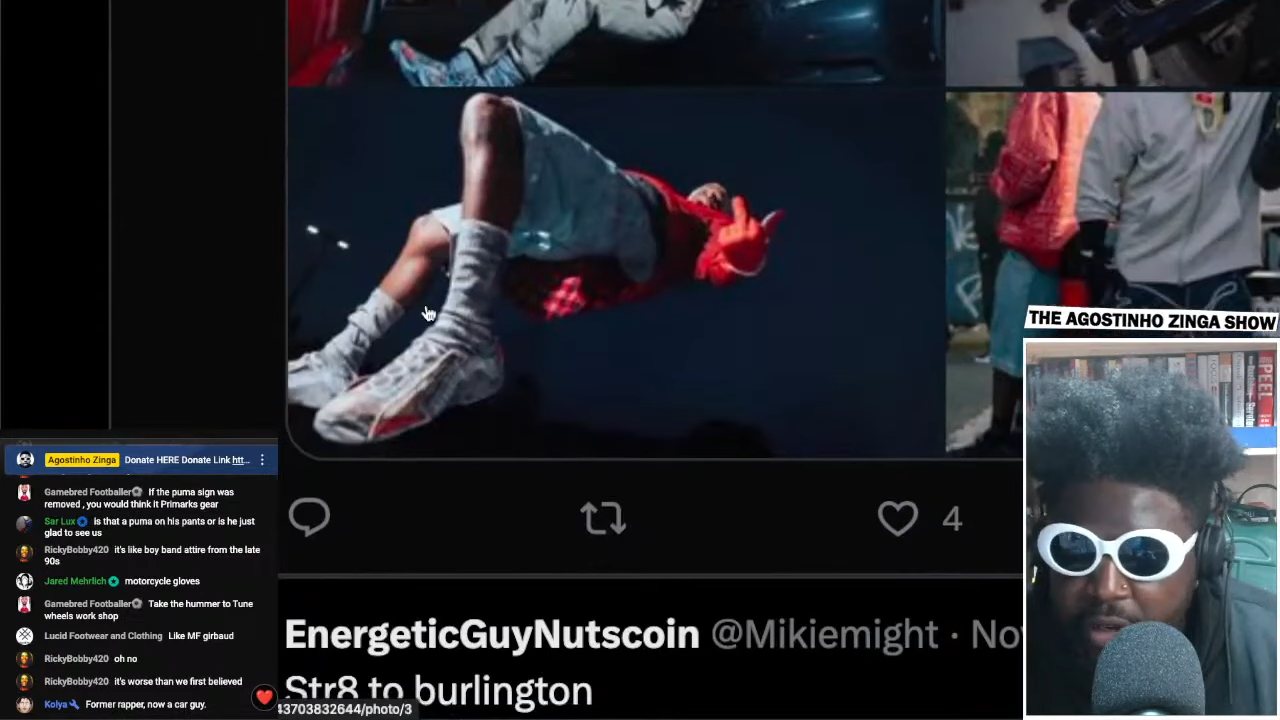 THE AGOSTINHO ZINGA SHOW
PEEL
Agostinho Zinga Donate HERE Donate Link htt...
Gamebred Footballer If the puma sign was
removed , you would think it Primarks gear
Sar Lux Is that a puma on his pants or is he just
glad to see us
RickyBobby420 it's like boy band attire from the late
90s
Jared Mehrlich motorcycle gloves
Gamebred Footballer Take the hummer to Tune
wheels work shop
Lucid Footwear and Clothing Like MF girbaud
RickyBobby420 oh no
RickyBobby420 it's worse than we first believed
Kolya Former rapper, now a car guy.
4
EnergeticGuyNutscoin @Mikiemight · No
Str8 to burlington
43703832644/photo/3